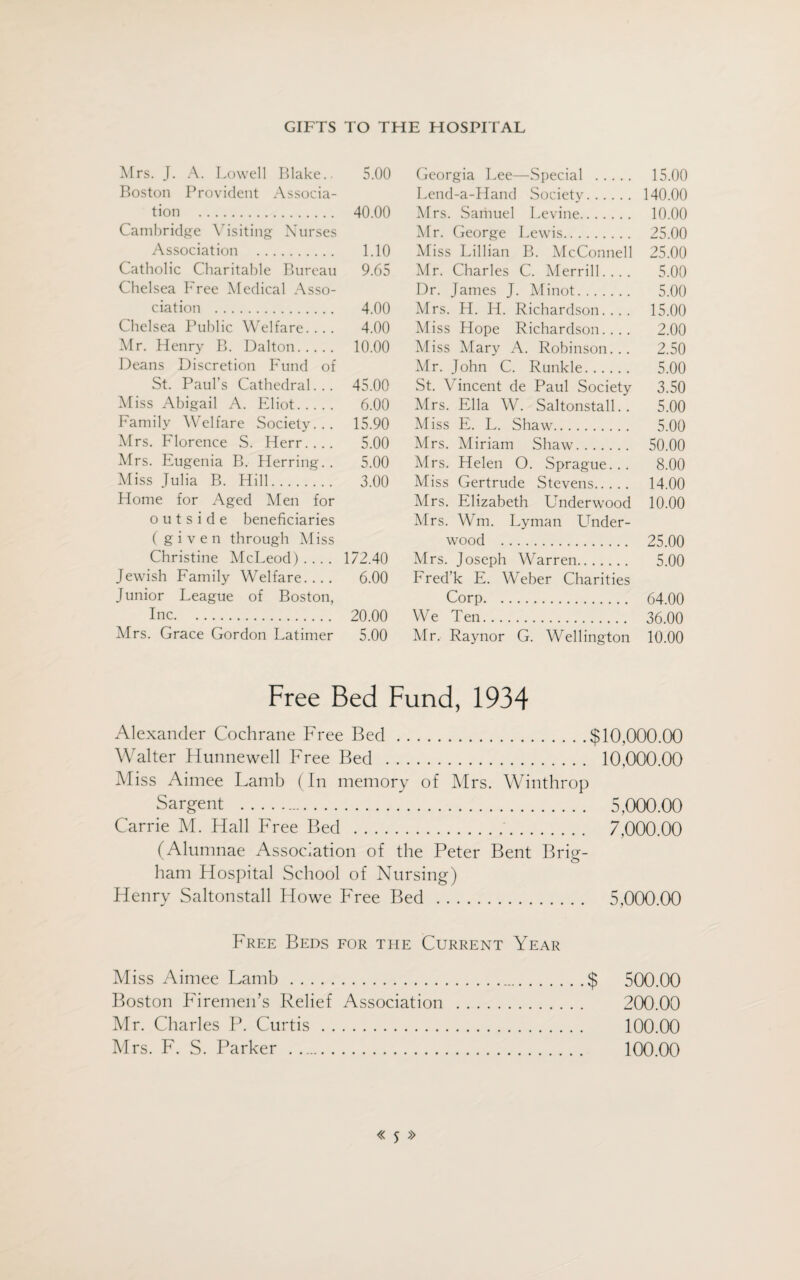 GIFTS TO THE HOSPITAL
Mrs. J. A. Lowell Blake.. 5.00
Boston Provident Associa-
tion .................. 40.00
Cambridge Visiting Nurses
Association .......... 1.10
Catholic Charitable Bureau 9.65
Chelsea Free Medical Asso-
ciation ............... 4.00
Chelsea Public Welfare.... 4.00
Mr. Henry B. Dalton..... 10.00
Deans Discretion Fund of
St. Paul's Cathedral... 45.00
Miss Abigail A. Eliot..... 6.00
Family Welfare Society... 15.90
Mrs. Florence S. Herr.... 5.00
Mrs. Eugenia B. Herring.. 5.00
Miss Julia B. Hill........ 3.00
Home for Aged Men for
outside beneficiaries
(given through Miss
Christine McLeod).... 172.40
Jewish Family Welfare.... 6.00
Junior League of Boston,
Inc. .................. 20.00
Mrs. Grace Gordon Latimer 5.00
Georgia Lee—Special ..... 15.00
Lend-a-Hand Society...... 140.00
Mrs. Samuel Levine........ 10.00
Mr. George Lewis......... 25.00
Miss Lillian B. McConnell 25.00
Mr. Charles C. Merrill.... 5.00
Dr. James J. Minot....... 5.00
Mrs. H. H. Richardson.... 15.00
Miss Hope Richardson.... 2.00
Miss Mary A. Robinson... 2.50
Mr. John C. Runkle...... 5.00
St. Vincent de Paul Society 3.50
Mrs. Ella W. Saltonstall.. 5.00
Miss E. L. Shaw.......... 5.00
Mrs. Miriam Shaw....... 50.00
Mrs. Helen O. Sprague... 8.00
Miss Gertrude Stevens..... 14.00
Mrs. Elizabeth Underwood 10.00
Mrs. Wm. Lyman Under-
wood ................ 25.00
Mrs. Joseph Warren....... 5.00
Fred'k E. Weber Charities
Corp. ................. 64.00
We Ten................... 36.00
Mr. Raynor G. Wellington 10.00
Free Bed Fund, 1934
Alexander Cochrane Free Bed ...................$10,000.00
Walter Hunnewell Free Bed .................... 10,000.00
Miss Aimee Lamb (In memory of Mrs. Winthrop
Sargent .................................. 5,000.00
Carrie M. Hall Free Bed ....................... 7,000.00
(Alumnae Association of the Peter Bent Brig-
ham Hospital School of Nursing)
Henry Saltonstall Howe Free Bed ............... 5,000.00
FREE BEDS FOR THE CURRENT YEAR
Miss Aimee Lamb .............................$ 500.00
Boston Firemen's Relief Association ............. 200.00
Mr. Charles P. Curtis .......................... 100.00
Mrs. F. S. Parker ............................. 100.00
« 5 »